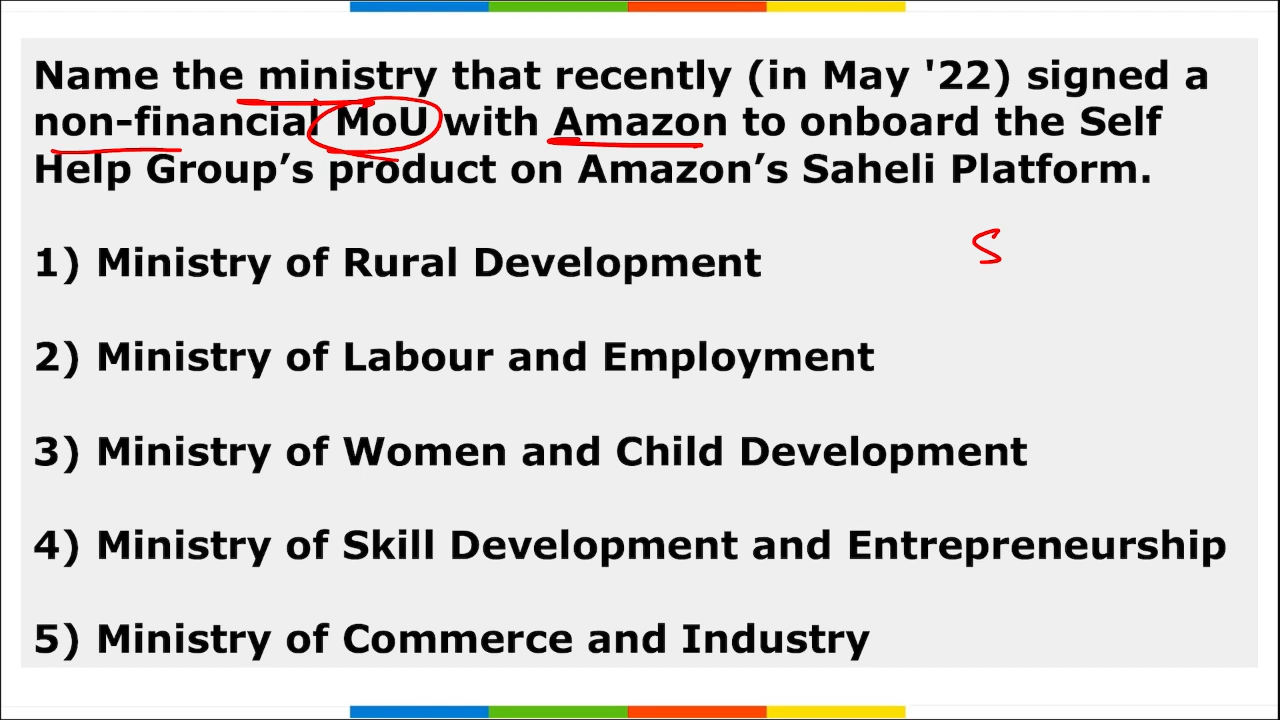 Name the ministry that recently (in May '22) signed a
non-financial MoU with Amazon to onboard the Self
Help Group’s product on Amazon’s Saheli Platform.
S
1) Ministry of Rural Development
2) Ministry of Labour and Employment
3) Ministry of Women and Child Development
4) Ministry of Skill Development and Entrepreneurship
5) Ministry of Commerce and Industry